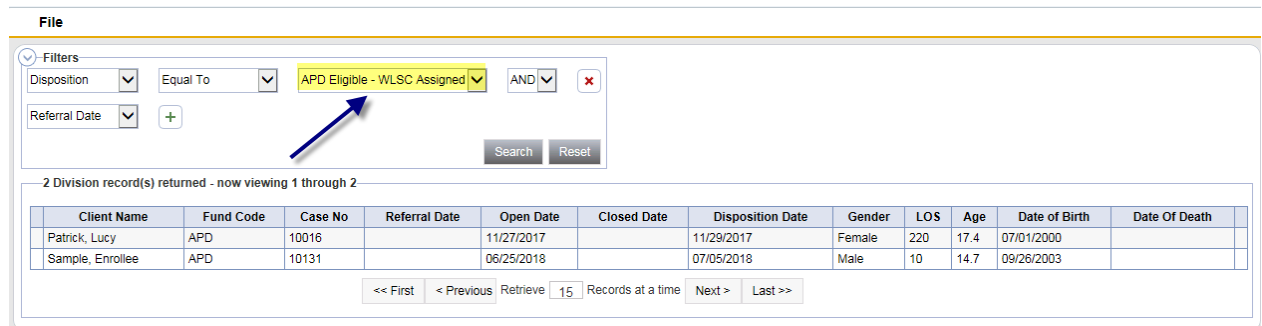 File
Filters
Disposition Equal To APD Eligible - WLSC Assigned AND
Referral Date
Search Reset
2 Division record(s) returned - now viewing 1 through 2
Client Name Fund Code Case No Referral Date Open Date Closed Date Disposition Date Gender LOS Age Date of Birth Date Of Death
Patrick, Lucy APD 10016 11/27/2017 11/29/2017 Female 220 17.4 07/01/2000
Sample, Enrollee APD 10131 06/25/2018 07/05/2018 Male 10 14.7 09/26/2003
<< First < Previous Retrieve 15 Records at a time Next > Last >>